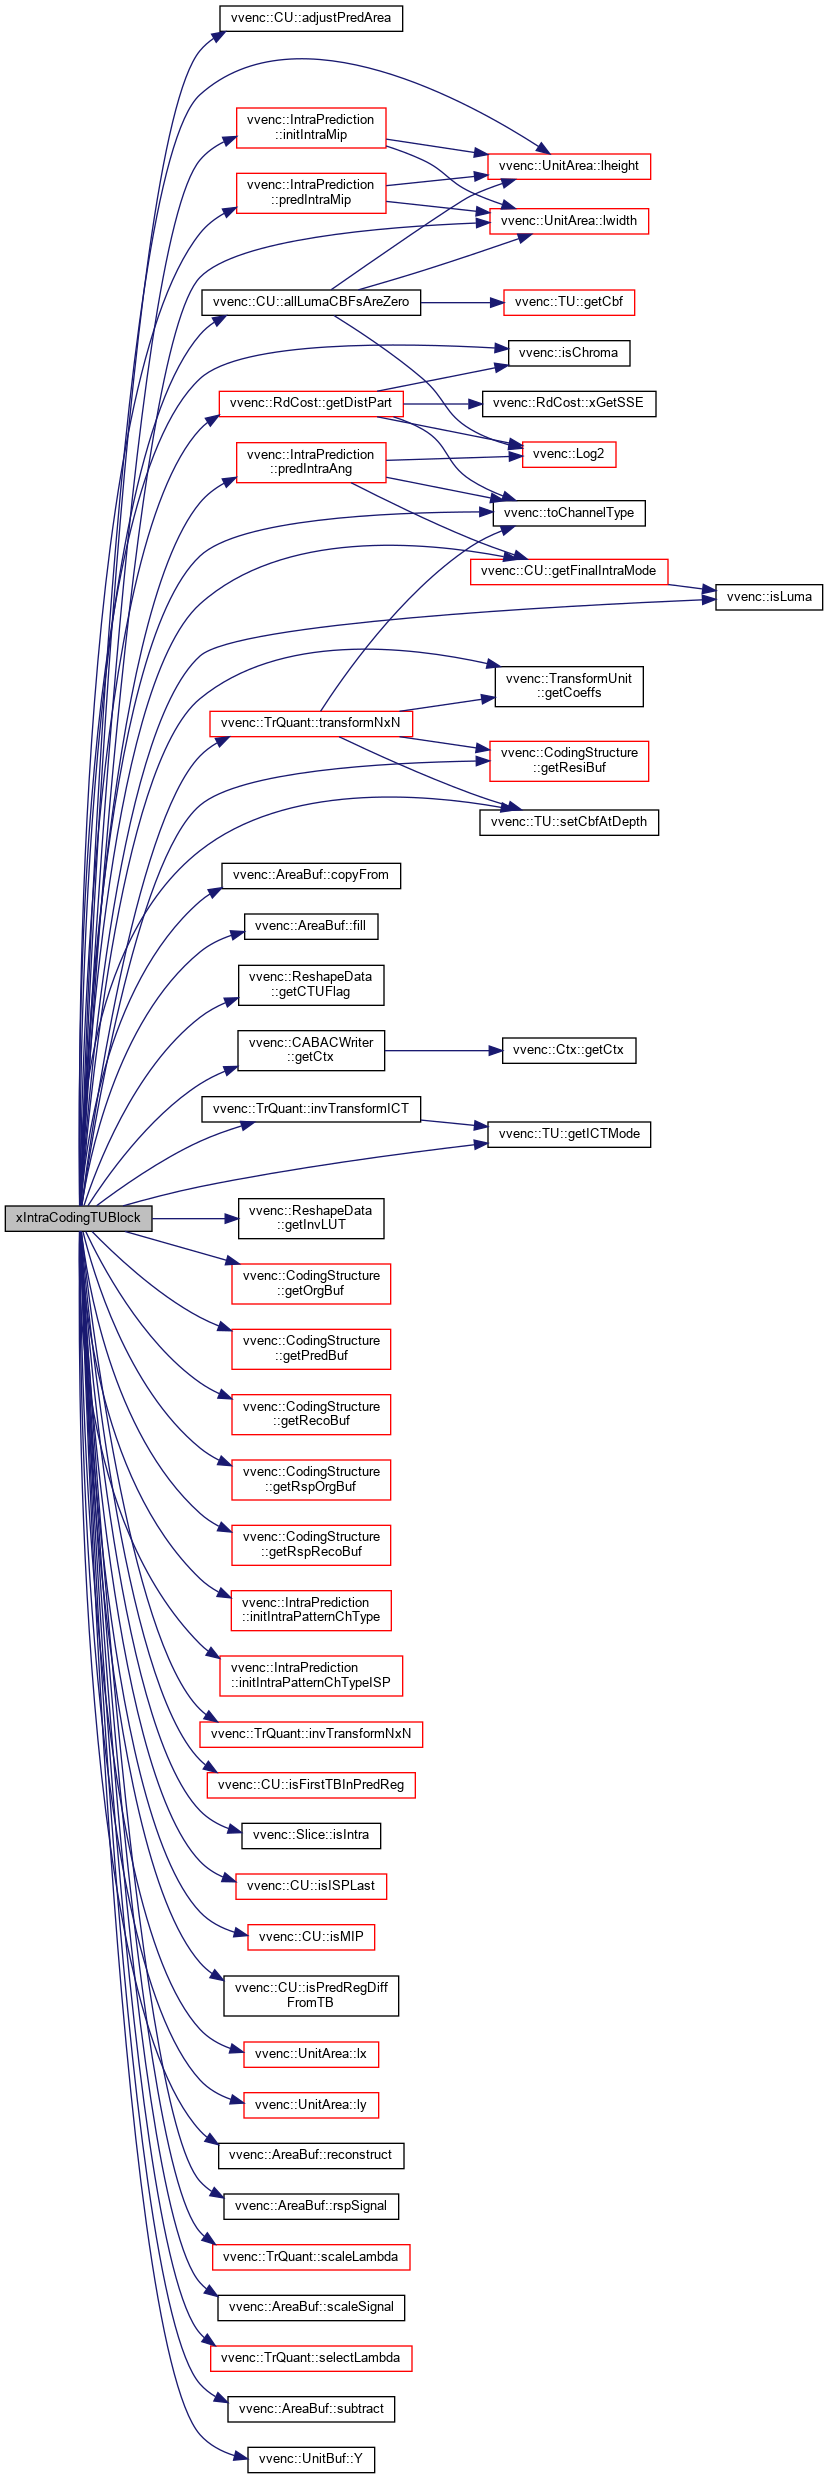 vvenc::CU::adjustPredArea
vvenc::IntraPrediction
::initIntraMip
vvenc::UnitArea::lheight
vvenc::IntraPrediction
::predIntraMip
vvenc::UnitArea::lwidth
vvenc::CU::allLumaCBFsAreZero
vvenc::TU::getCbf
vvenc::isChroma
vvenc::RdCost::getDistPart
vvenc::RdCost::xGetSSE
vvenc::IntraPrediction
::predIntraAng
vvenc::Log2
vvenc::toChannelType
vvenc::CU::getFinalIntraMode
vvenc::isLuma
vvenc::TransformUnit
::getCoeffs
vvenc::TrQuant::transformNxN
vvenc::CodingStructure
::getResiBuf
vvenc::TU::setCbfAtDepth
vvenc::AreaBuf::copyFrom
vvenc::AreaBuf::fill
vvenc::ReshapeData
::getCTUFlag
vvenc::CABACWriter
::getCtx
vvenc::Ctx::getCtx
vvenc::TrQuant::invTransformICT
vvenc::TU::getICTMode
xIntraCodingTUBlock
vvenc::ReshapeData
::getInvLUT
vvenc::CodingStructure
::getOrgBuf
vvenc::CodingStructure
::getPredBuf
vvenc::CodingStructure
::getRecoBuf
vvenc::CodingStructure
::getRspOrgBuf
vvenc::CodingStructure
::getRspRecoBuf
vvenc::IntraPrediction
::initIntraPatternChType
vvenc::IntraPrediction
::initIntraPatternChTypeISP
vvenc::TrQuant::invTransformNxN
vvenc::CU::isFirstTBInPredReg
vvenc::Slice::isIntra
vvenc::CU::isISPLast
vvenc::CU::isMIP
vvenc::CU::isPredRegDiff
FromTB
vvenc::UnitArea::lx
vvenc::UnitArea::ly
vvenc::AreaBuf::reconstruct
vvenc::AreaBuf::rspSignal
vvenc::TrQuant::scaleLambda
vvenc::AreaBuf::scaleSignal
vvenc::TrQuant::selectLambda
vvenc::AreaBuf::subtract
vvenc::UnitBuf::Y